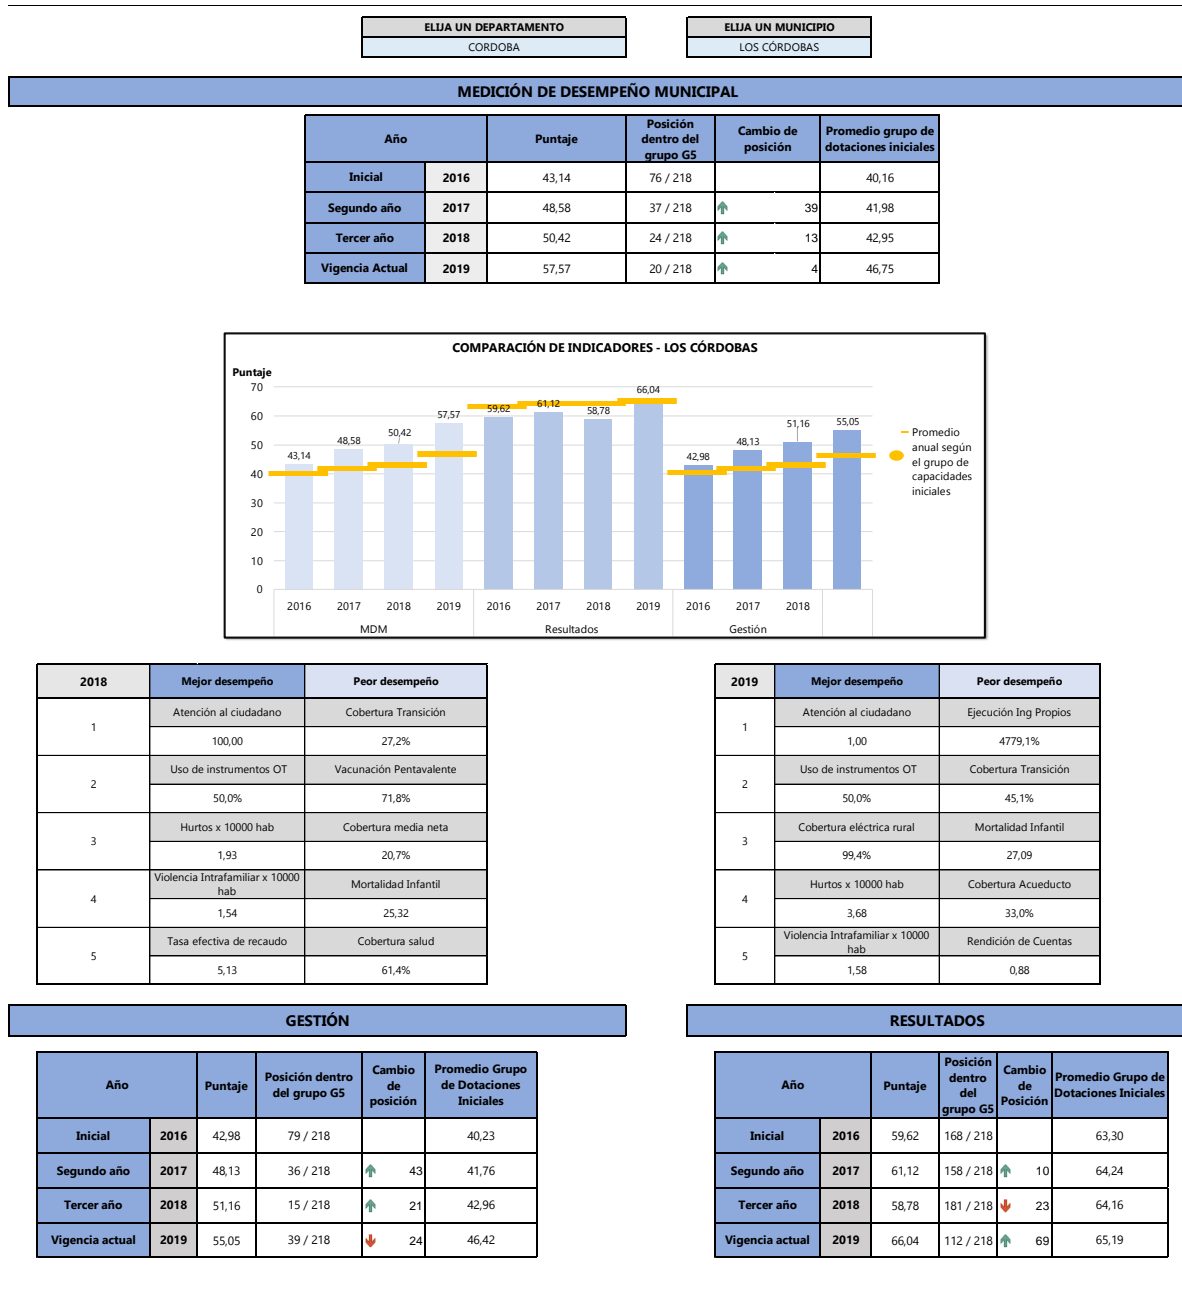 ELIJA UN DEPARTAMENTO
CORDOBA
ELIJA UN MUNICIPIO
LOS CÓRDOBAS
MEDICIÓN DE DESEMPEÑO MUNICIPAL
Año Puntaje Posición dentro del grupo G5 Cambio de posición Promedio grupo de dotaciones iniciales
Inicial 2016 43,14 76 / 218 40,16
Segundo año 2017 48,58 37 / 218 39 41,98
Tercer año 2018 50,42 24 / 218 13 42,95
Vigencia Actual 2019 57,57 20 / 218 4 46,75
COMPARACIÓN DE INDICADORES - LOS CÓRDOBAS
Puntaje
70
60
50
40
30
20
10
0
43,14 48,58 50,42 57,57 59,62 61,12 58,78 66,04 42,98 48,13 51,16 55,05
2016 2017 2018 2019 2016 2017 2018 2019 2016 2017 2018
MDM Resultados Gestión
Promedio
anual según
el grupo de
capacidades
iniciales
2018 Mejor desempeño Peor desempeño
1 Atención al ciudadano Cobertura Transición
100,00 27,2%
2 Uso de instrumentos OT Vacunación Pentavalente
50,0% 71,8%
3 Hurtos x 10000 hab Cobertura media neta
1,93 20,7%
4 Violencia Intrafamiliar x 10000 hab Mortalidad Infantil
1,54 25,32
5 Tasa efectiva de recaudo Cobertura salud
5,13 61,4%
2019 Mejor desempeño Peor desempeño
1 Atención al ciudadano Ejecución Ing Propios
1,00 4779,1%
2 Uso de instrumentos OT Cobertura Transición
50,0% 45,1%
3 Cobertura eléctrica rural Mortalidad Infantil
99,4% 27,09
4 Hurtos x 10000 hab Cobertura Acueducto
3,68 33,0%
5 Violencia Intrafamiliar x 10000 hab Rendición de Cuentas
1,58 0,88
GESTIÓN
Año Puntaje Posición dentro del grupo G5 Cambio de posición Promedio Grupo de Dotaciones Iniciales
Inicial 2016 42,98 79 / 218 40,23
Segundo año 2017 48,13 36 / 218 43 41,76
Tercer año 2018 51,16 15 / 218 21 42,96
Vigencia actual 2019 55,05 39 / 218 24 46,42
RESULTADOS
Año Puntaje Posición dentro del grupo G5 Cambio de Posición Promedio Grupo de Dotaciones Iniciales
Inicial 2016 59,62 168 / 218 63,30
Segundo año 2017 61,12 158 / 218 10 64,24
Tercer año 2018 58,78 181 / 218 23 64,16
Vigencia actual 2019 66,04 112 / 218 69 65,19